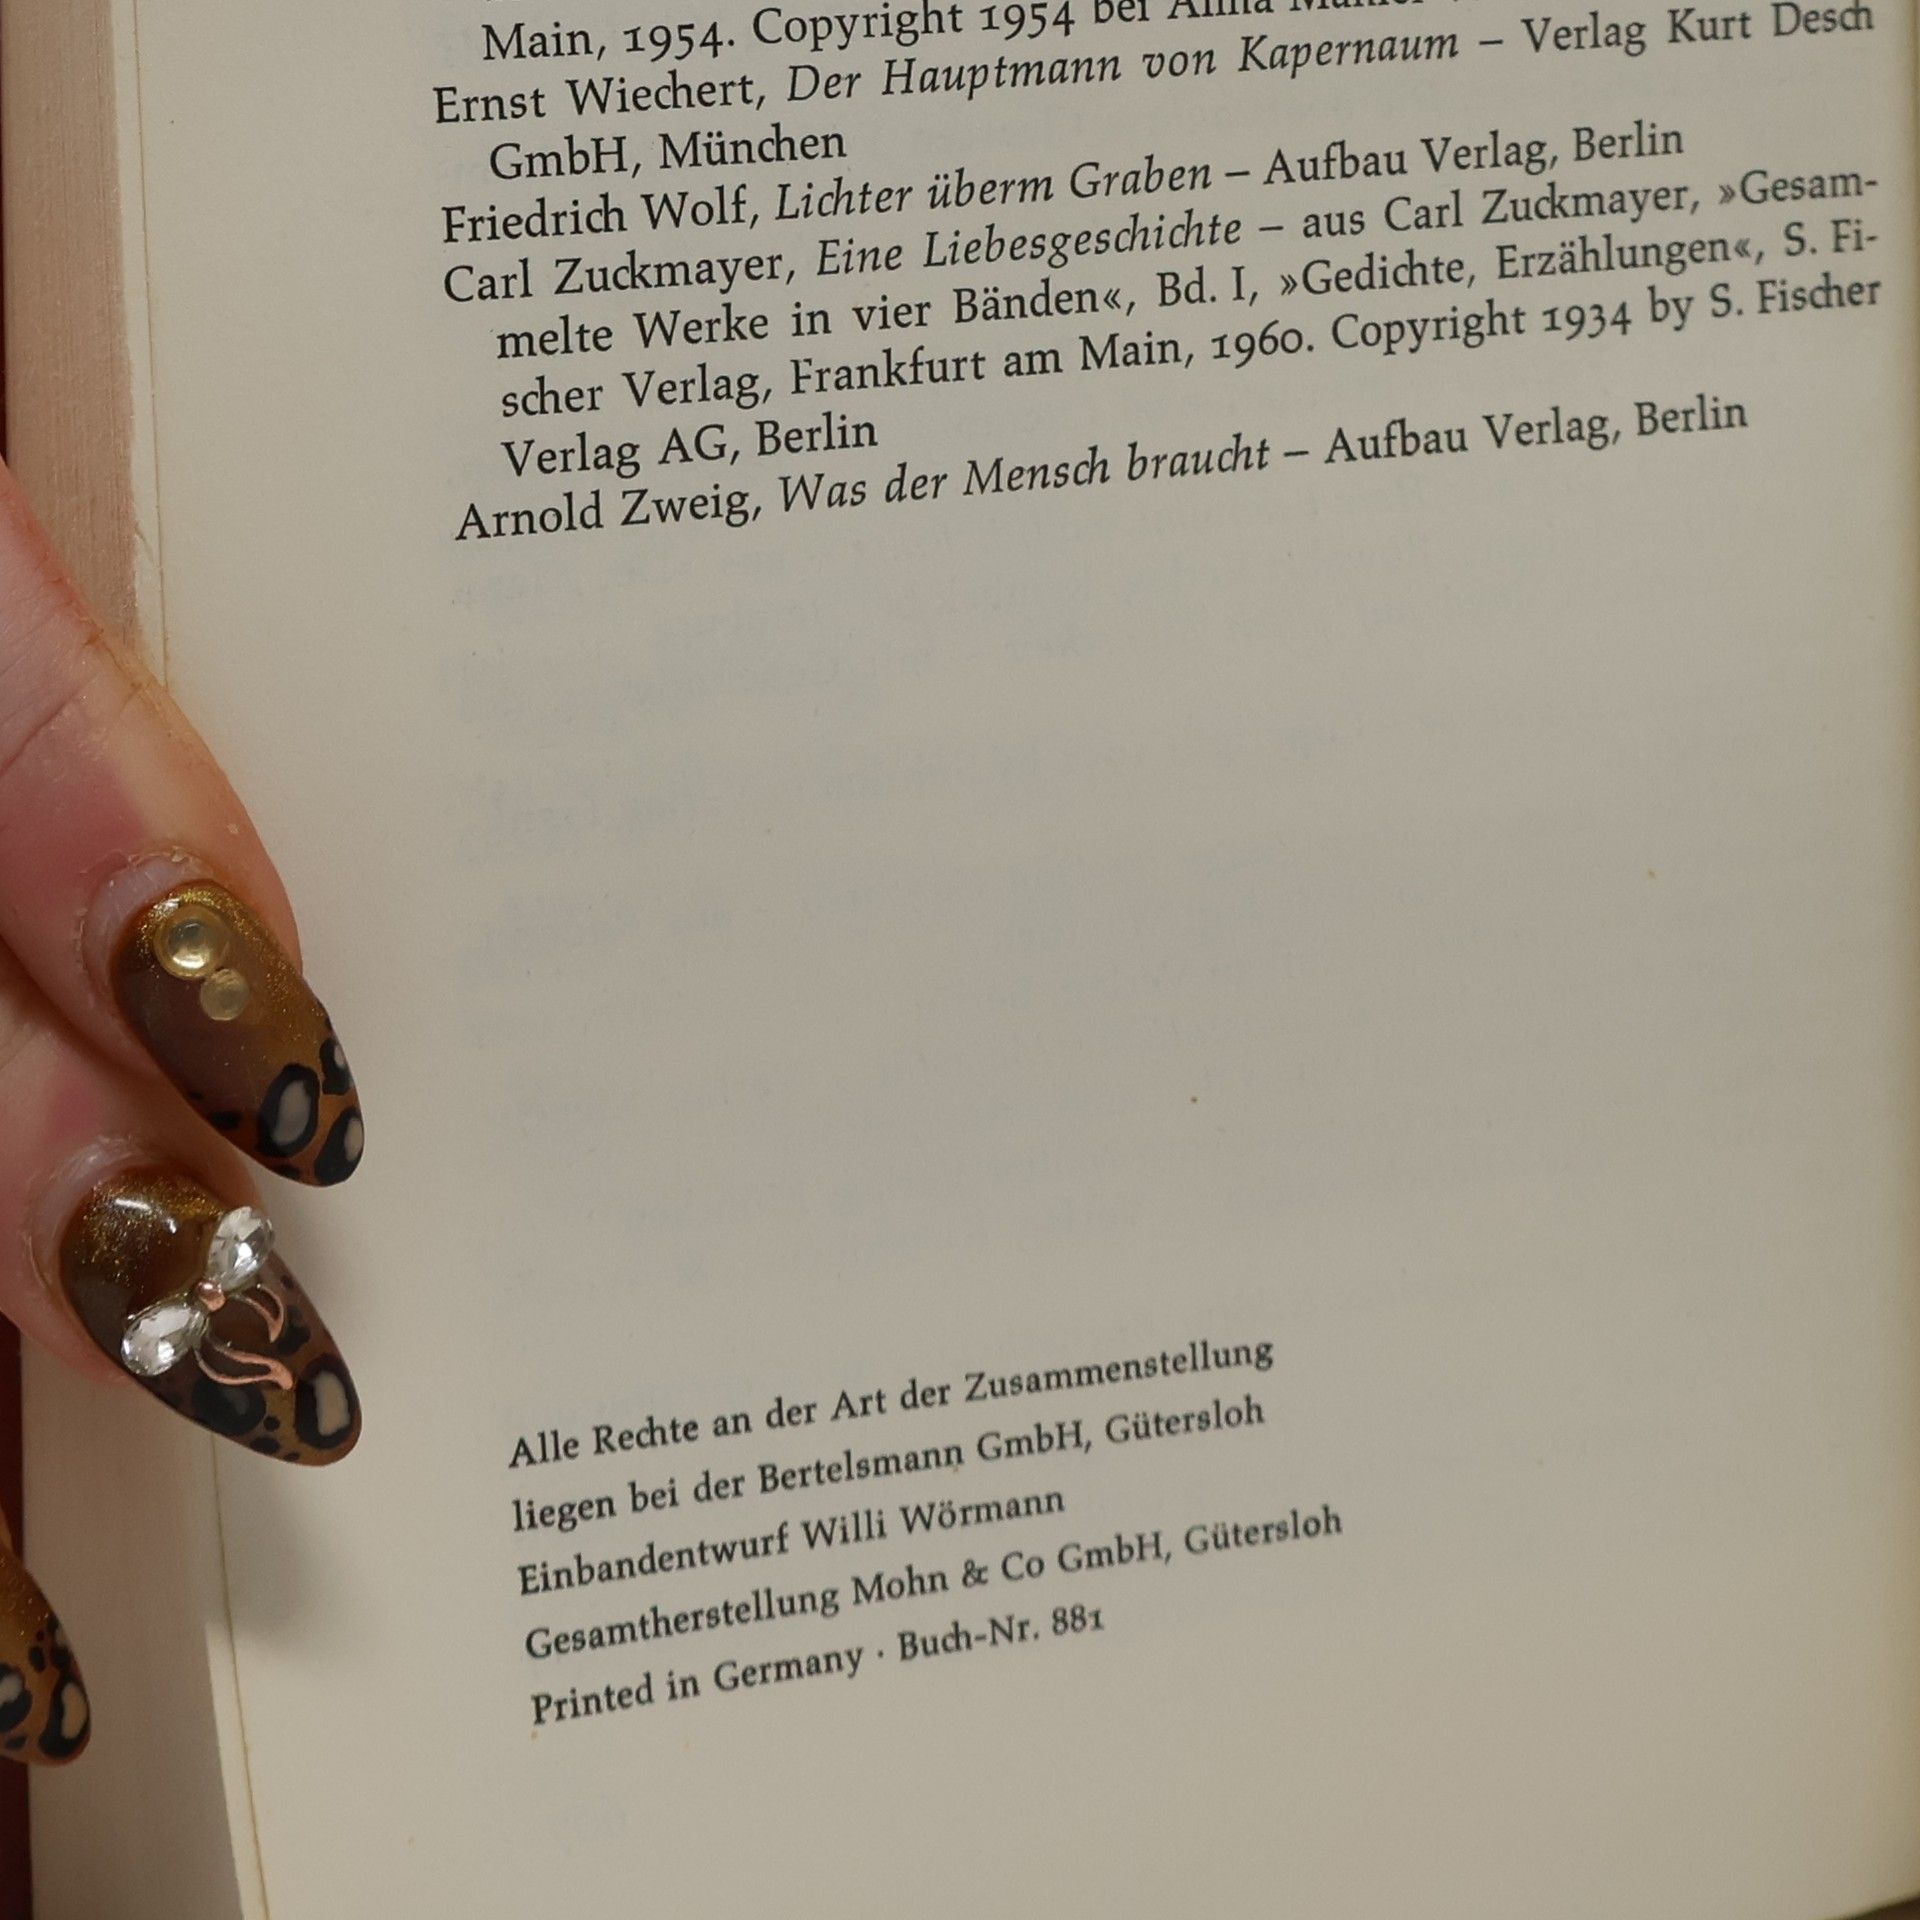 Main, 1954. Copyright 1954 bei Anna
Ernst Wiechert, Der Hauptmann von Kapernaum – Verlag Kurt Desch
GmbH, München
Friedrich Wolf, Lichter überm Graben – Aufbau Verlag, Berlin
Carl Zuckmayer, Eine Liebesgeschichte – aus Carl Zuckmayer, »Gesam-
melte Werke in vier Bänden«, Bd. I, »Gedichte, Erzählungen«, S. Fi-
scher Verlag, Frankfurt am Main, 1960. Copyright 1934 by S. Fischer
Verlag AG, Berlin
Arnold Zweig, Was der Mensch braucht – Aufbau Verlag, Berlin
Alle Rechte an der Art der Zusammenstellung
liegen bei der Bertelsmann GmbH, Gütersloh
Einbandentwurf Willi Wörmann
Gesamtherstellung Mohn & Co GmbH, Gütersloh
Printed in Germany · Buch-Nr. 881